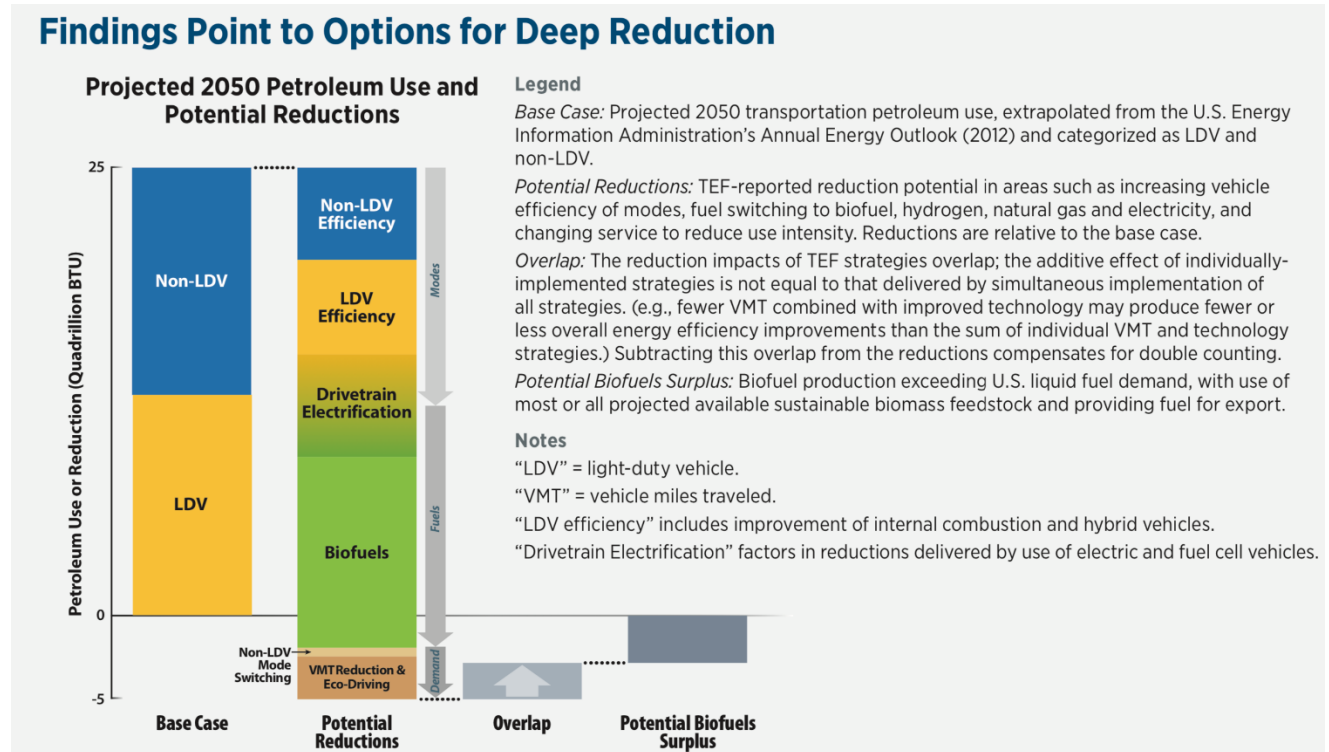 Findings Point to Options for Deep Reduction
Projected 2050 Petroleum Use and
Potential Reductions
Petroleum Use or Reduction (Quadrillion BTU)
25
0
-5
Non-LDV
LDV
Non-LDV
Efficiency
LDV
Efficiency
Drivetrain
Electrification
Biofuels
Non-LDV
Mode
Switching
VMT Reduction &
Eco-Driving
Modes
Fuels
Demand
Base Case
Potential
Reductions
Overlap
Potential Biofuels
Surplus
Legend
Base Case: Projected 2050 transportation petroleum use, extrapolated from the U.S. Energy
Information Administration's Annual Energy Outlook (2012) and categorized as LDV and
non-LDV.
Potential Reductions: TEF-reported reduction potential in areas such as increasing vehicle
efficiency of modes, fuel switching to biofuel, hydrogen, natural gas and electricity, and
changing service to reduce use intensity. Reductions are relative to the base case.
Overlap: The reduction impacts of TEF strategies overlap; the additive effect of individually-
implemented strategies is not equal to that delivered by simultaneous implementation of
all strategies. (e.g., fewer VMT combined with improved technology may produce fewer or
less overall energy efficiency improvements than the sum of individual VMT and technology
strategies.) Subtracting this overlap from the reductions compensates for double counting.
Potential Biofuels Surplus: Biofuel production exceeding U.S. liquid fuel demand, with use of
most or all projected available sustainable biomass feedstock and providing fuel for export.
Notes
"LDV" = light-duty vehicle.
"VMT" = vehicle miles traveled.
"LDV efficiency" includes improvement of internal combustion and hybrid vehicles.
"Drivetrain Electrification" factors in reductions delivered by use of electric and fuel cell vehicles.